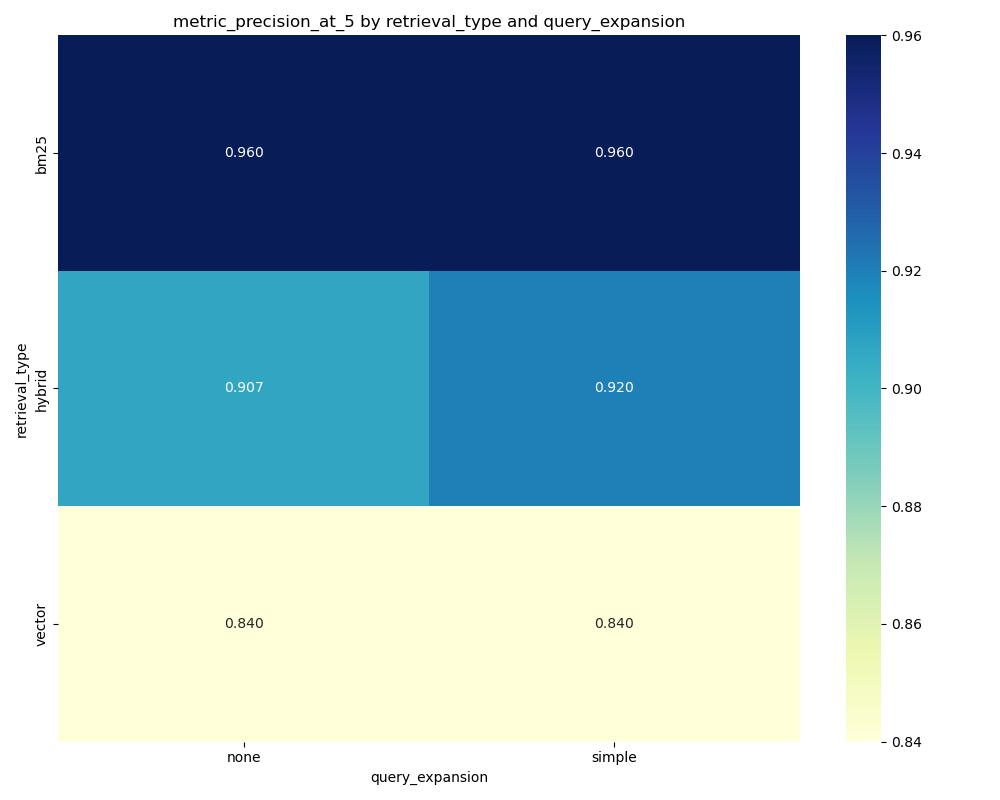 metric_precision_at_5 by retrieval_type and query_expansion
retrieval_type
bm25
0.960 0.960
hybrid
0.907 0.920
vector
0.840 0.840
none simple
query_expansion
0.96
0.94
0.92
0.90
0.88
0.86
0.84